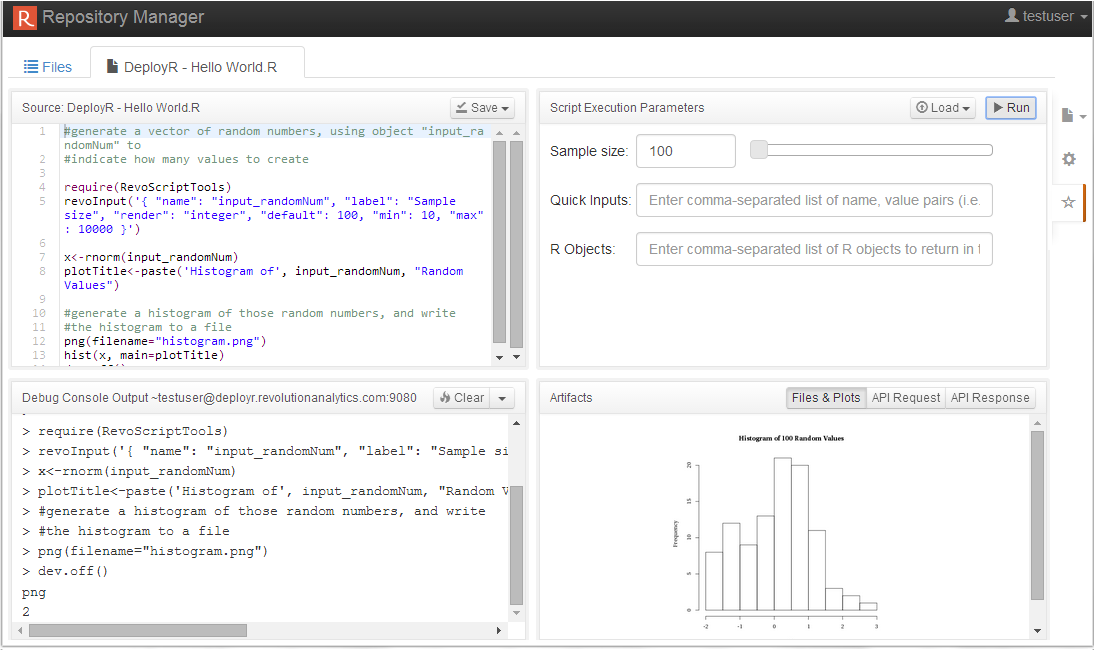 R Repository Manager
testuser
Files
DeployR - Hello World.R
Source: DeployR - Hello World.R
Save
1 #generate a vector of random numbers, using object "input_ra
ndomNum" to
2 #indicate how many values to create
3
4 require(RevoScriptTools)
5 revoInput('{ "name": "input_randomNum", "label": "Sample
size", "render": "integer", "default": 100, "min": 10, "max"
: 10000 }')
6
7 x<-rnorm(input_randomNum)
8 plotTitle<-paste('Histogram of', input_randomNum, "Random
Values")
9
10 #generate a histogram of those random numbers, and write
11 #the histogram to a file
12 png(filename="histogram.png")
13 hist(x, main=plotTitle)
Script Execution Parameters
Load
Run
Sample size: 100
Quick Inputs: Enter comma-separated list of name, value pairs (i.e.
R Objects: Enter comma-separated list of R objects to return in t
Debug Console Output ~testuser@deployr.revolutionanalytics.com:9080
Clear
> require(RevoScriptTools)
> revoInput('{ "name": "input_randomNum", "label": "Sample si
> x<-rnorm(input_randomNum)
> plotTitle<-paste('Histogram of', input_randomNum, "Random V
> #generate a histogram of those random numbers, and write
> #the histogram to a file
> png(filename="histogram.png")
> dev.off()
png
2
Artifacts
Files & Plots
API Request
API Response
Histogram of 100 Random Values
Frequency
20
15
10
5
0
-2 -1 0 1 2 3